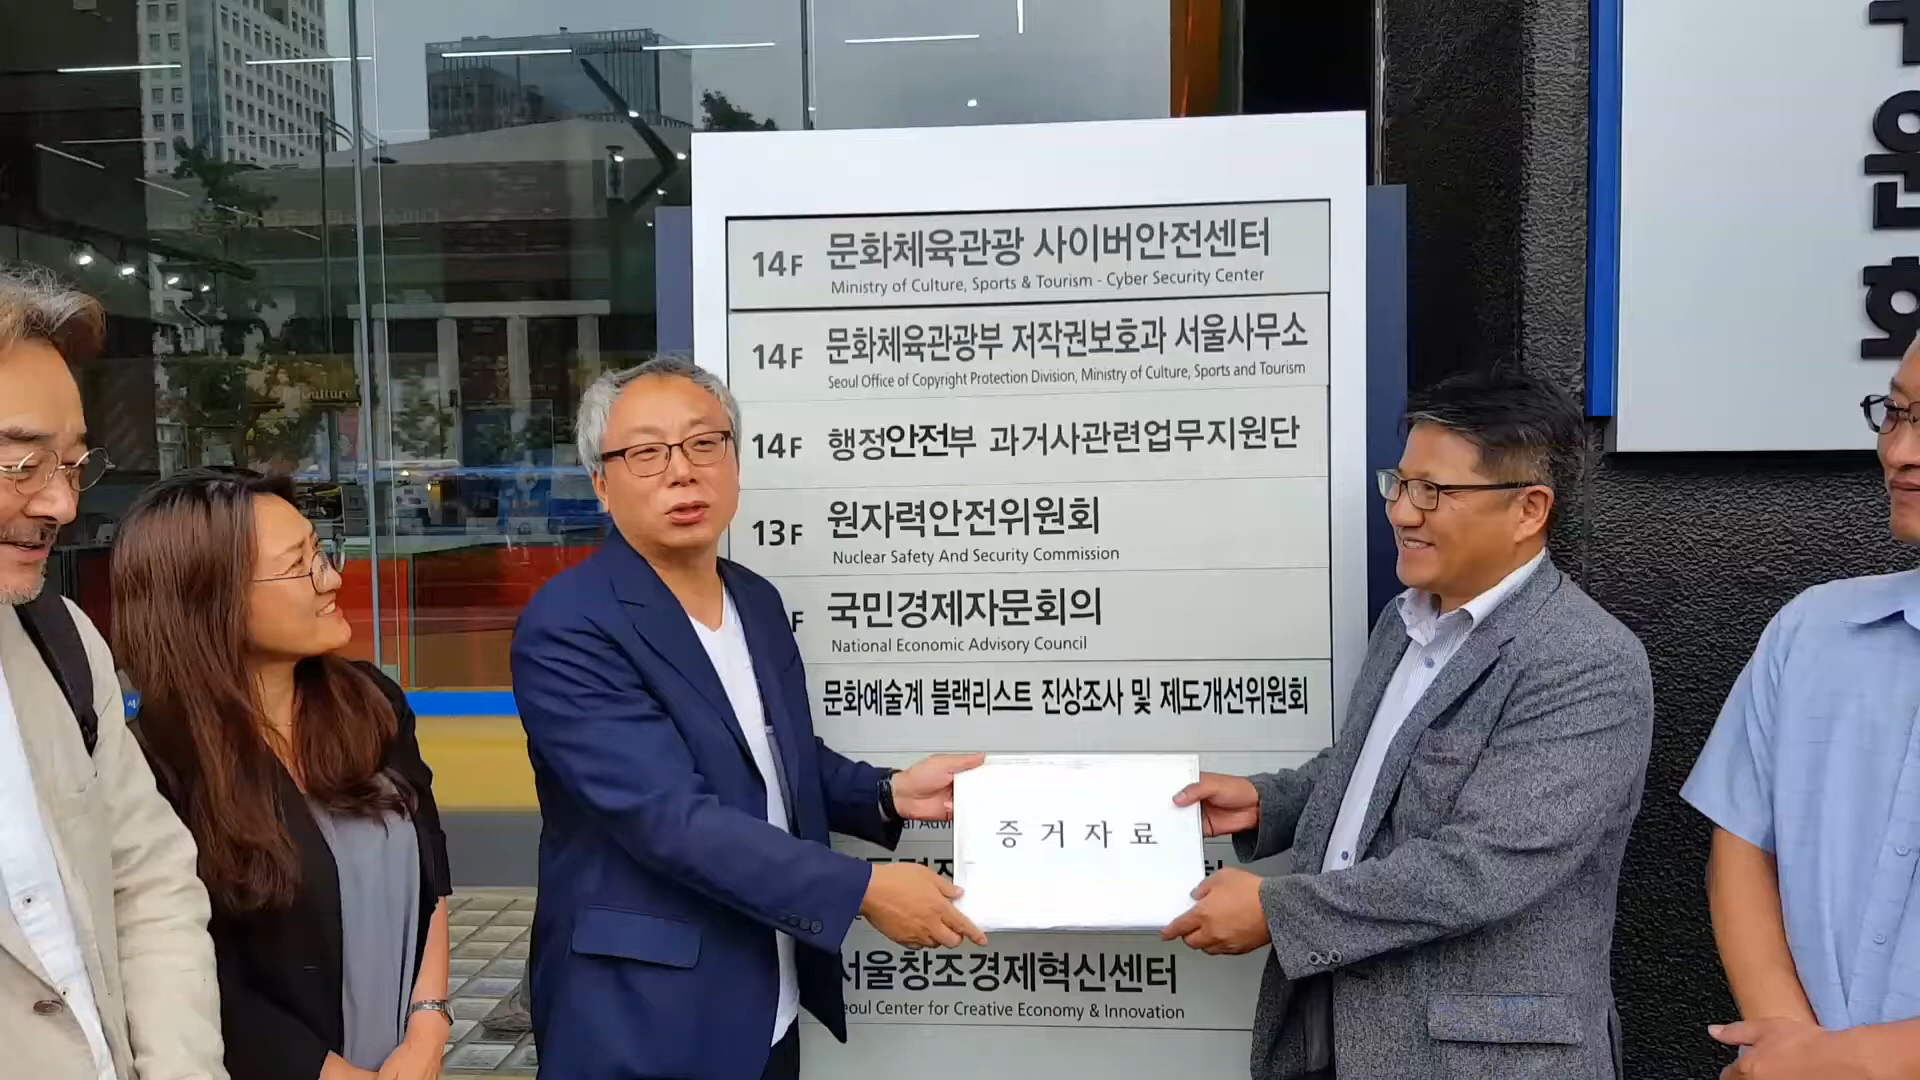 14F 문화체육관광 사이버안전센터
Ministry of Culture, Sports & Tourism - Cyber Security Center
14F 문화체육관광부 저작권보호과 서울사무소
Seoul Office of Copyright Protection Division, Ministry of Culture, Sports and Tourism
14F 행정안전부 과거사관련업무지원단
13F 원자력안전위원회
Nuclear Safety And Security Commission
F 국민경제자문회의
National Economic Advisory Council
문화예술계 블랙리스트 진상조사 및 제도개선위원회
증거자료
서울창조경제혁신센터
Seoul Center for Creative Economy & Innovation